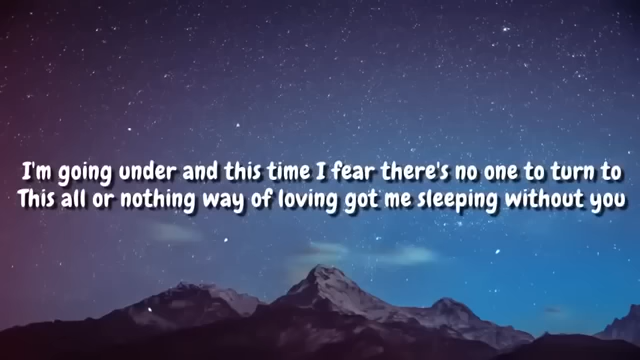 I'm going under and this time I fear there's no one to turn to
This all or nothing way of loving got me sleeping without you